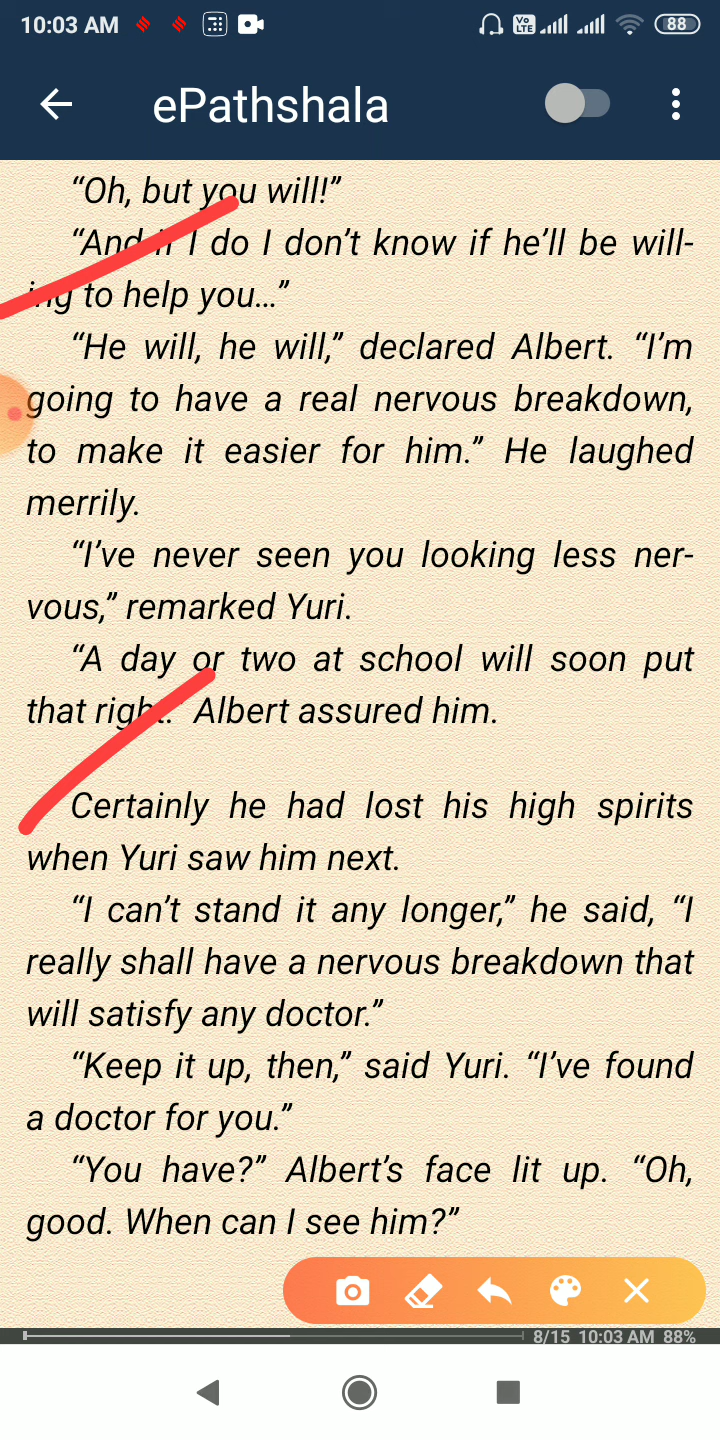 10:03 AM Vo LTE 88
ePathshala
“Oh, but you will!”
“And if I do I don’t know if he’ll be will-
ing to help you…”
“He will, he will,” declared Albert. “I’m
going to have a real nervous breakdown,
to make it easier for him.” He laughed
merrily.
“I’ve never seen you looking less ner-
vous,” remarked Yuri.
“A day or two at school will soon put
that right.” Albert assured him.
Certainly he had lost his high spirits
when Yuri saw him next.
“I can’t stand it any longer,” he said, “I
really shall have a nervous breakdown that
will satisfy any doctor.”
“Keep it up, then,” said Yuri. “I’ve found
a doctor for you.”
“You have?” Albert’s face lit up. “Oh,
good. When can I see him?”
8/15 10:03 AM 88%